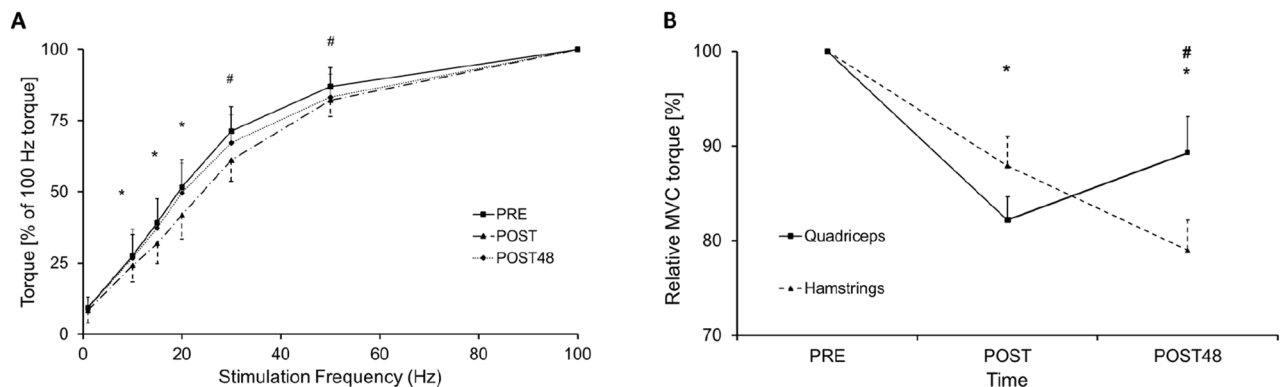 A
Torque [% of 100 Hz torque]
100
75
50
25
0
#
#
*
*
*
PRE
POST
POST48
0
20
40
60
80
100
Stimulation Frequency (Hz)
B
Relative MVC torque [%]
100
90
80
70
*
#
*
Quadriceps
Hamstrings
PRE
POST
POST48
Time